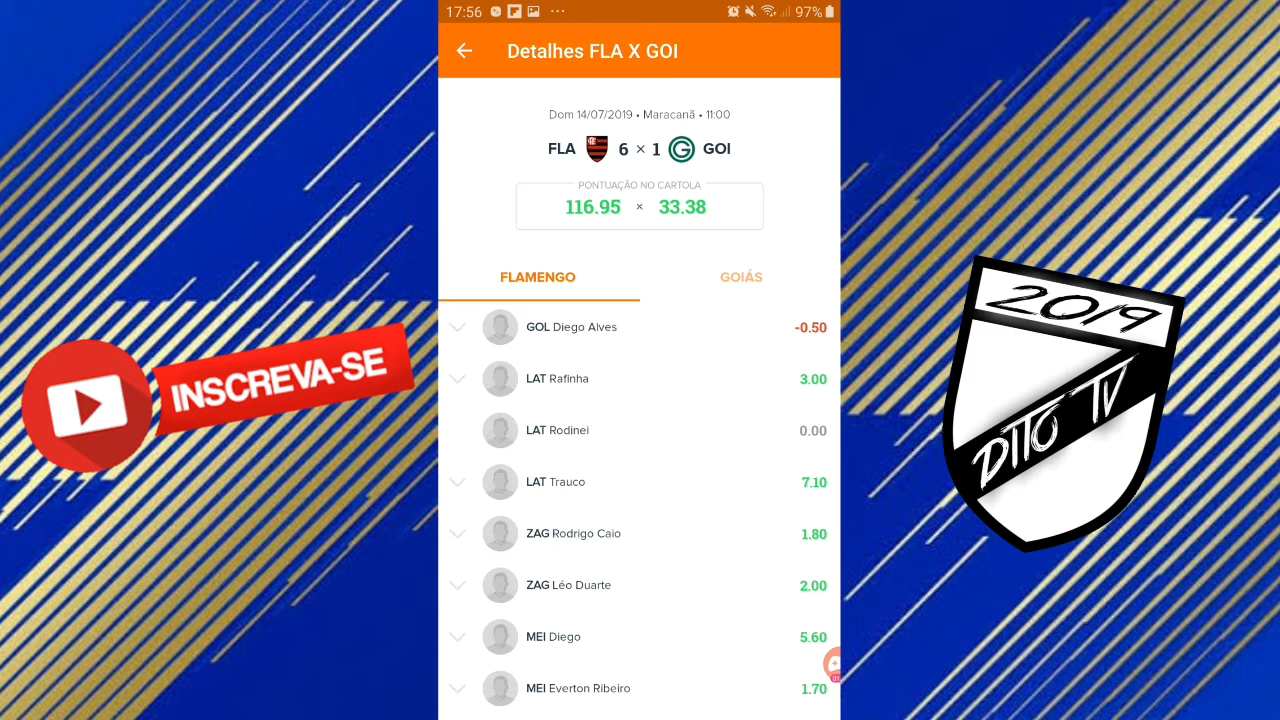 17:56
97%
Detalhes FLA X GOI
Dom 14/07/2019 • Maracanã • 11:00
FLA 6 × 1 GOI
PONTUAÇÃO NO CARTOLA
116.95 × 33.38
FLAMENGO GOIÁS
GOL Diego Alves -0.50
LAT Rafinha 3.00
LAT Rodinei 0.00
LAT Trauco 7.10
ZAG Rodrigo Caio 1.80
ZAG Léo Duarte 2.00
MEI Diego 5.60
MEI Everton Ribeiro 1.70
INSCREVA-SE
2019
DITO TV